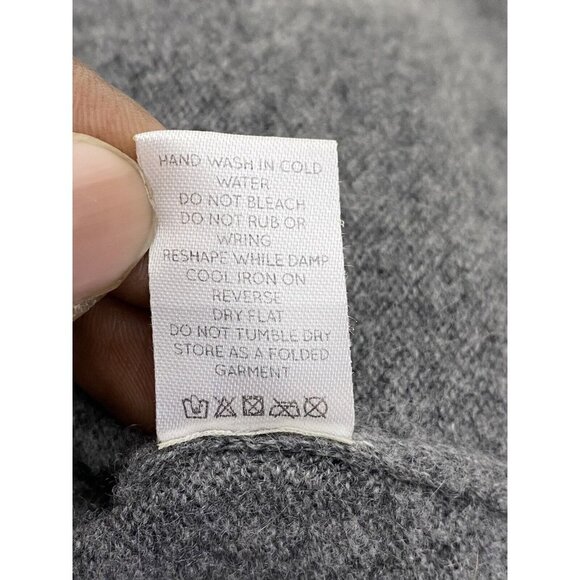 HAND WASH IN COLD
WATER
DO NOT BLEACH
DO NOT RUB OR
WRING
RESHAPE WHILE DAMP
COOL IRON ON
REVERSE
DRY FLAT
DO NOT TUMBLE DRY
STORE AS A FOLDED
GARMENT